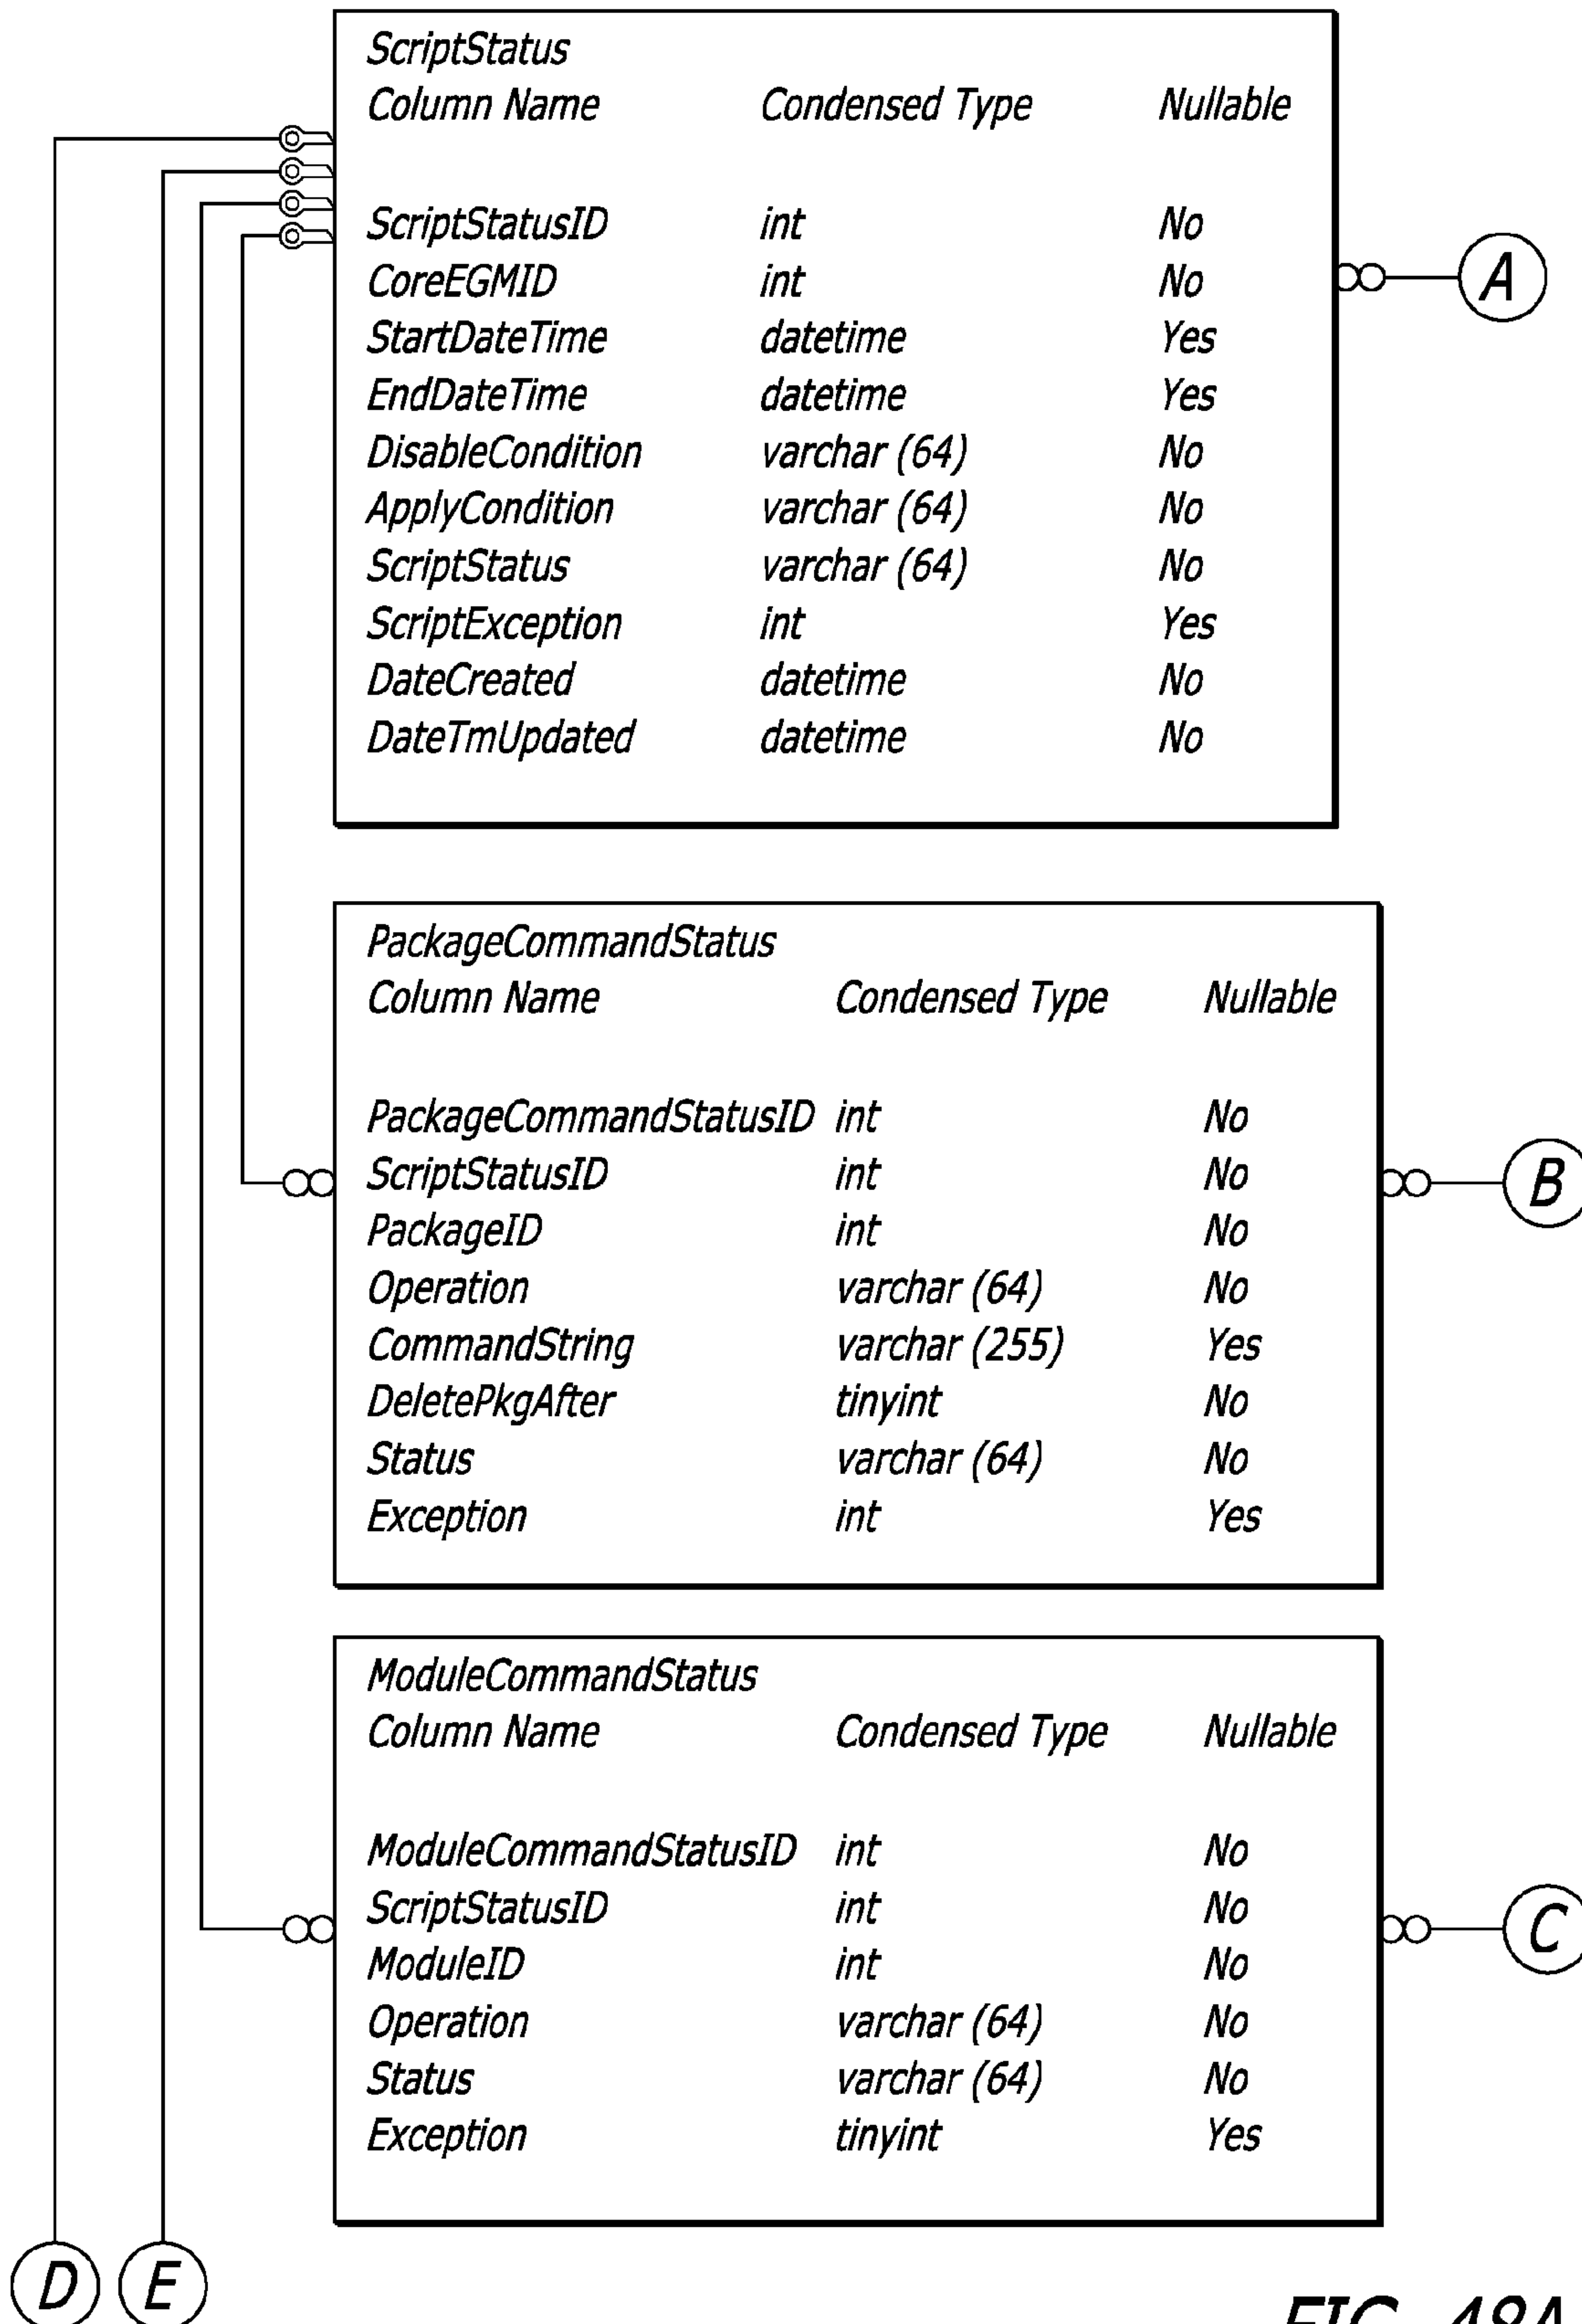 ScriptStatus
Column Name Condensed Type Nullable
ScriptStatusID int No
CoreEGMID int No
StartDateTime datetime Yes
EndDateTime datetime Yes
DisableCondition varchar (64) No
ApplyCondition varchar (64) No
ScriptStatus varchar (64) No
ScriptException int Yes
DateCreated datetime No
DateTmUpdated datetime No
A
PackageCommandStatus
Column Name Condensed Type Nullable
PackageCommandStatusID int No
ScriptStatusID int No
PackageID int No
Operation varchar (64) No
CommandString varchar (255) Yes
DeletePkgAfter tinyint No
Status varchar (64) No
Exception int Yes
B
ModuleCommandStatus
Column Name Condensed Type Nullable
ModuleCommandStatusID int No
ScriptStatusID int No
ModuleID int No
Operation varchar (64) No
Status varchar (64) No
Exception tinyint Yes
C
D E
FIG. 48A